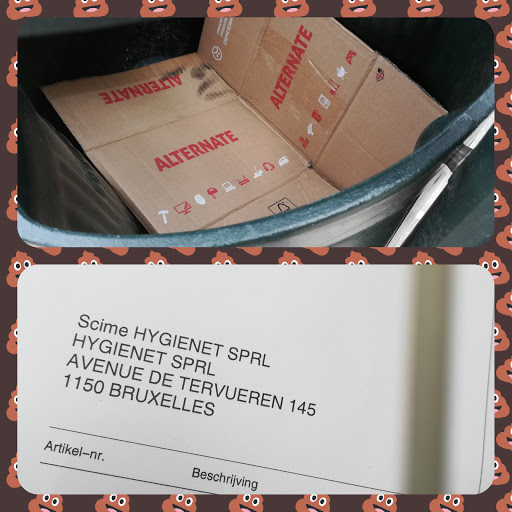 ALTERNATE
ALTERNATE
ALTERNATE
Scime HYGIENET SPRL
HYGIENET SPRL
AVENUE DE TERVUEREN 145
1150 BRUXELLES
Artikel–nr.
Beschrijving